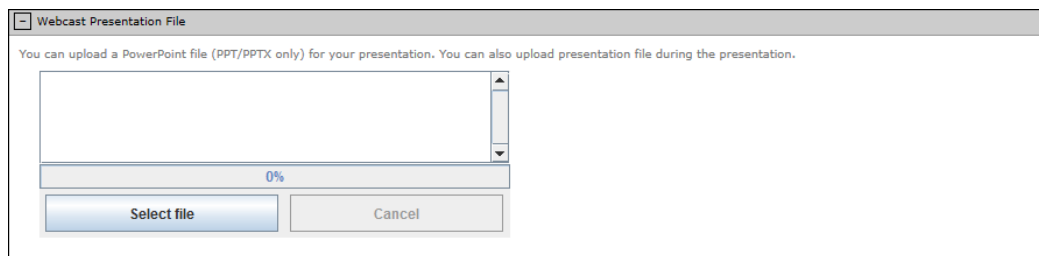 Webcast Presentation File
You can upload a PowerPoint file (PPT/PPTX only) for your presentation. You can also upload presentation file during the presentation.
0%
Select file Cancel